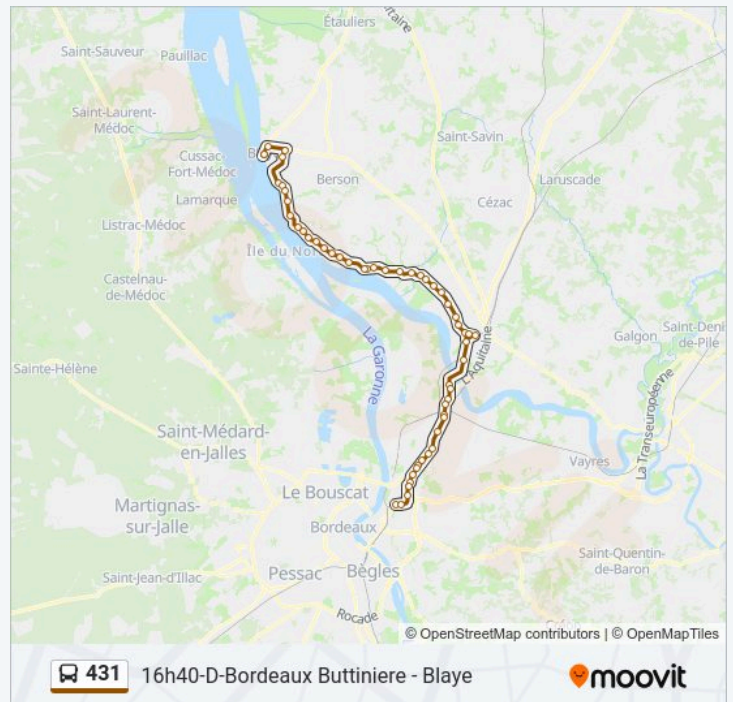 Étauliers
Saint-Sauveur
Pauillac
Saint-Laurent-
Médoc
Saint-Savin
Cussac-
Fort-Médoc
Berson
Laruscade
Lamarque
Cézac
Listrac-Médoc
Île du Nor
Castelnau-
de-Médoc
La Garonne
L'Aquitaine
Galgon
Saint-Denis
-de-Pile
Sainte-Hélène
La Transeuropéenne
Saint-Médard-
en-Jalles
Vayres
Le Bouscat
Martignas-
sur-Jalle
Bordeaux
Saint-Quentin-
de-Baron
Saint-Jean-d'Illac
Pessac
Bègles
Rocade
© OpenStreetMap contributors | © OpenMapTiles
431 16h40-D-Bordeaux Buttiniere - Blaye
moovit